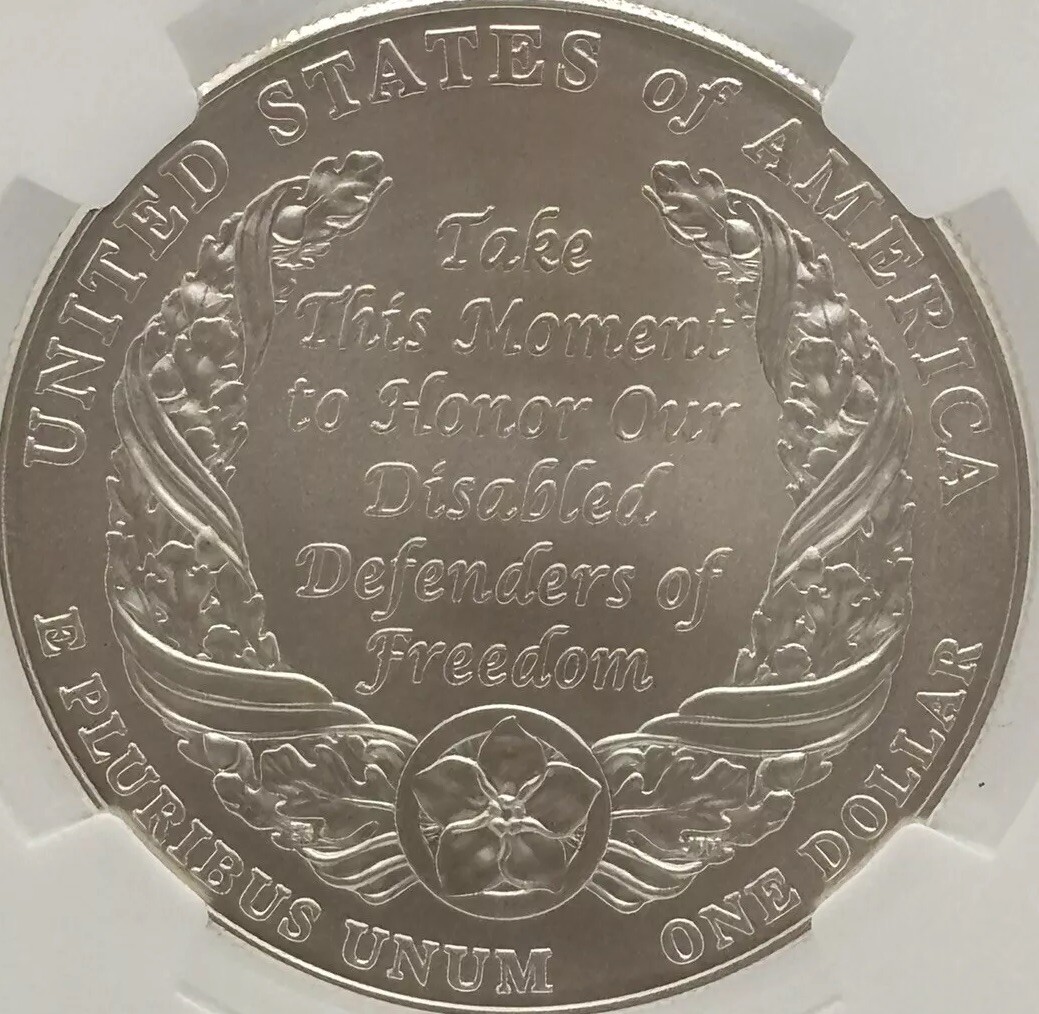 UNITED STATES of AMERICA
Take
This Moment
to Honor Our
Disabled
Defenders of
Freedom
E PLURIBUS UNUM
ONE DOLLAR